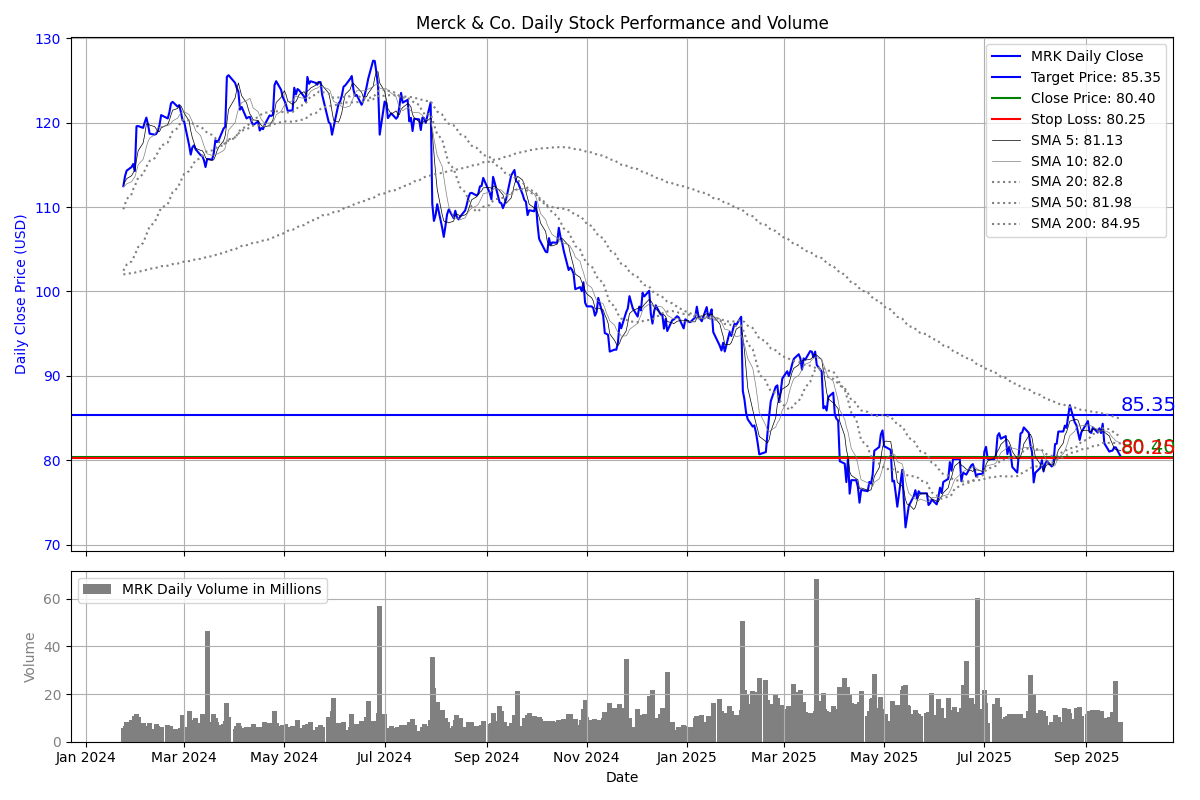 Merck & Co. Daily Stock Performance and Volume
Daily Close Price (USD)
130
120
110
100
90
80
70
MRK Daily Close
Target Price: 85.35
Close Price: 80.40
Stop Loss: 80.25
SMA 5: 81.13
SMA 10: 82.0
SMA 20: 82.8
SMA 50: 81.98
SMA 200: 84.95
85.35
80.40
80.25
Volume
60
40
20
0
MRK Daily Volume in Millions
Jan 2024
Mar 2024
May 2024
Jul 2024
Sep 2024
Nov 2024
Jan 2025
Mar 2025
May 2025
Jul 2025
Sep 2025
Date